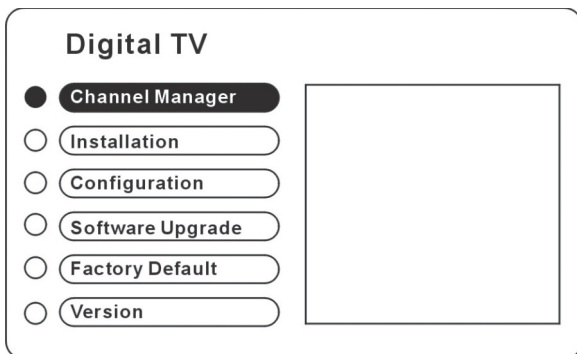 Digital TV
Channel Manager
Installation
Configuration
Software Upgrade
Factory Default
Version